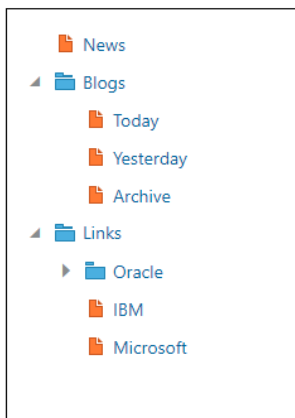 News
Blogs
Today
Yesterday
Archive
Links
Oracle
IBM
Microsoft